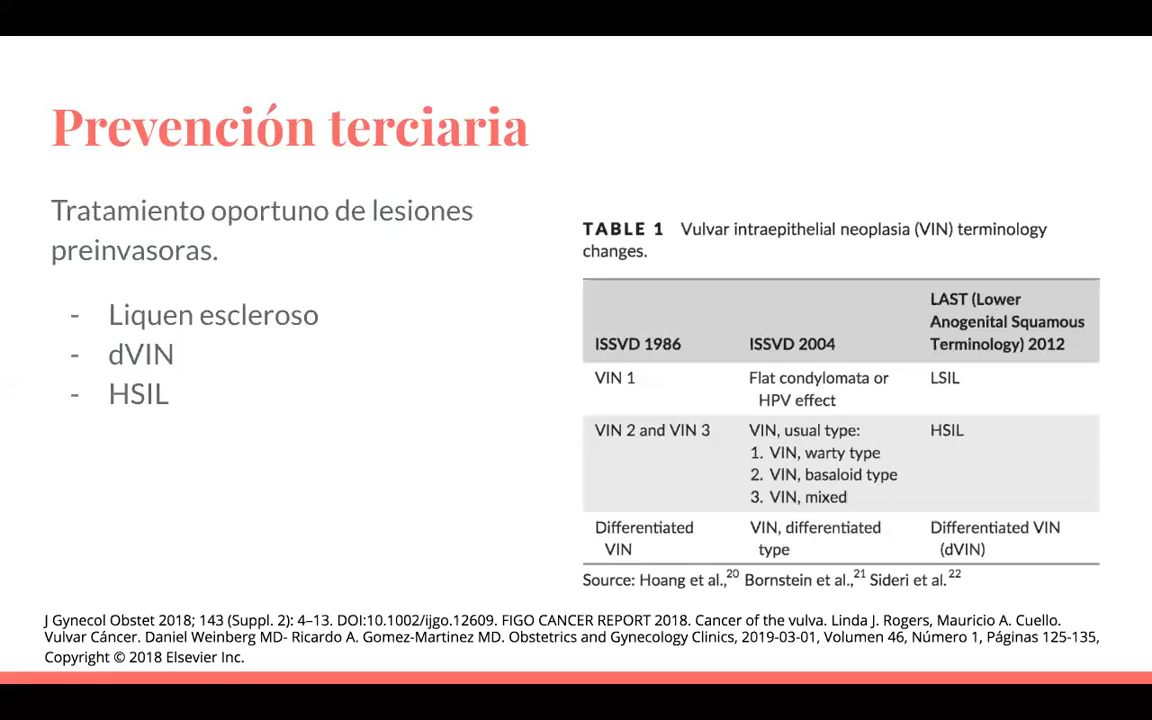 Prevención terciaria
Tratamiento oportuno de lesiones
preinvasoras.
- Liquen escleroso
- dVIN
- HSIL
TABLE 1 Vulvar intraepithelial neoplasia (VIN) terminology
changes.
ISSVD 1986 ISSVD 2004 LAST (Lower
Anogenital Squamous
Terminology) 2012
VIN 1 Flat condylomata or LSIL
HPV effect
VIN 2 and VIN 3 VIN, usual type: HSIL
1. VIN, warty type
2. VIN, basaloid type
3. VIN, mixed
Differentiated VIN, differentiated Differentiated VIN
VIN type (dVIN)
Source: Hoang et al.,20 Bornstein et al.,21 Sideri et al.22
J Gynecol Obstet 2018; 143 (Suppl. 2): 4–13. DOI:10.1002/ijgo.12609. FIGO CANCER REPORT 2018. Cancer of the vulva. Linda J. Rogers, Mauricio A. Cuello.
Vulvar Cáncer. Daniel Weinberg MD- Ricardo A. Gomez-Martinez MD. Obstetrics and Gynecology Clinics, 2019-03-01, Volumen 46, Número 1, Páginas 125-135,
Copyright © 2018 Elsevier Inc.